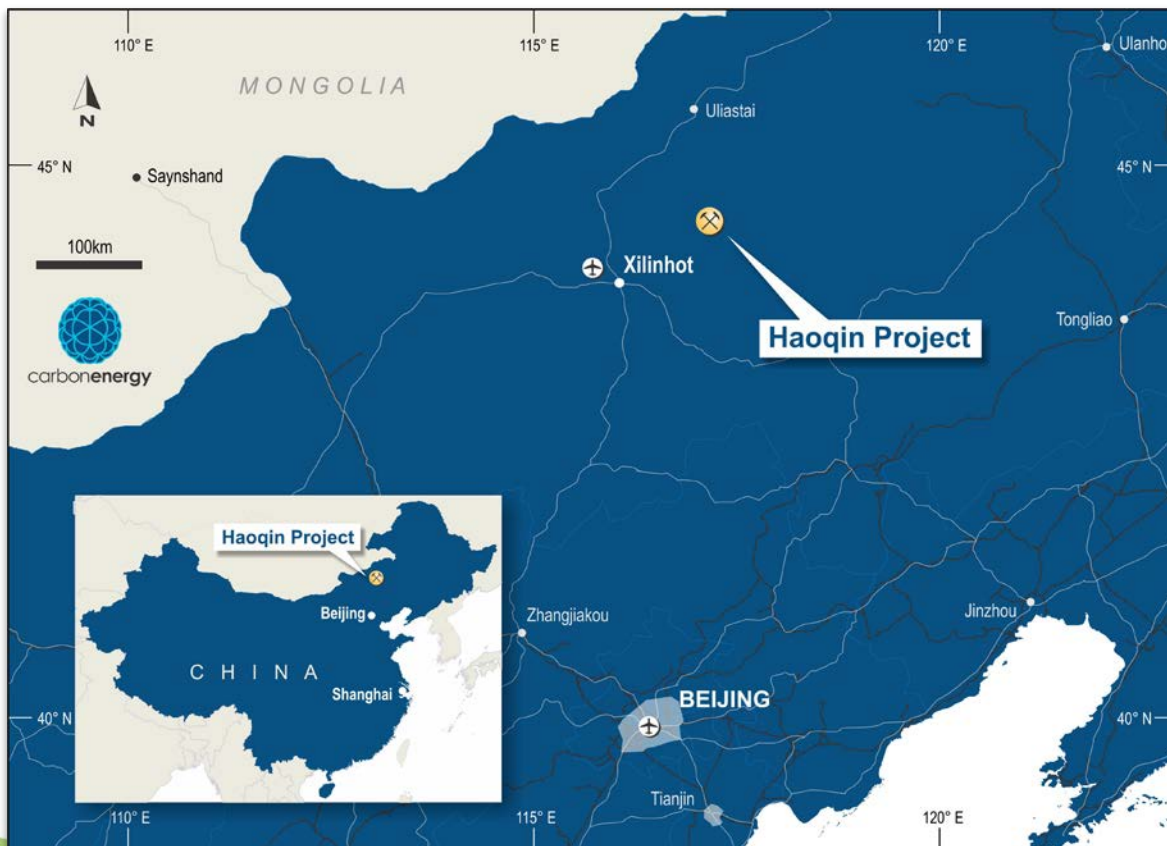 110° E
115° E
120° E
Ulanho
MONGOLIA
N
Uliastai
45° N
45° N
Saynshand
100km
Xilinhot
Haoqin Project
Tongliao
carbonenergy
Haoqin Project
Beijing
CHINA
Shanghai
Zhangjiakou
Jinzhou
BEIJING
40° N
40° N
Tianjin
110° E
115° E
120° E